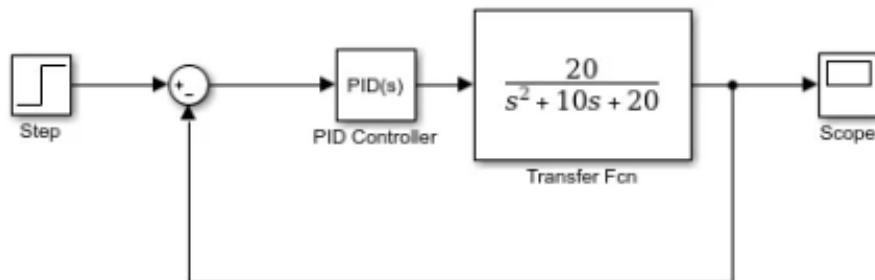 Step
+
-
PID(s)
PID Controller
20
s² + 10s + 20
Transfer Fcn
Scope